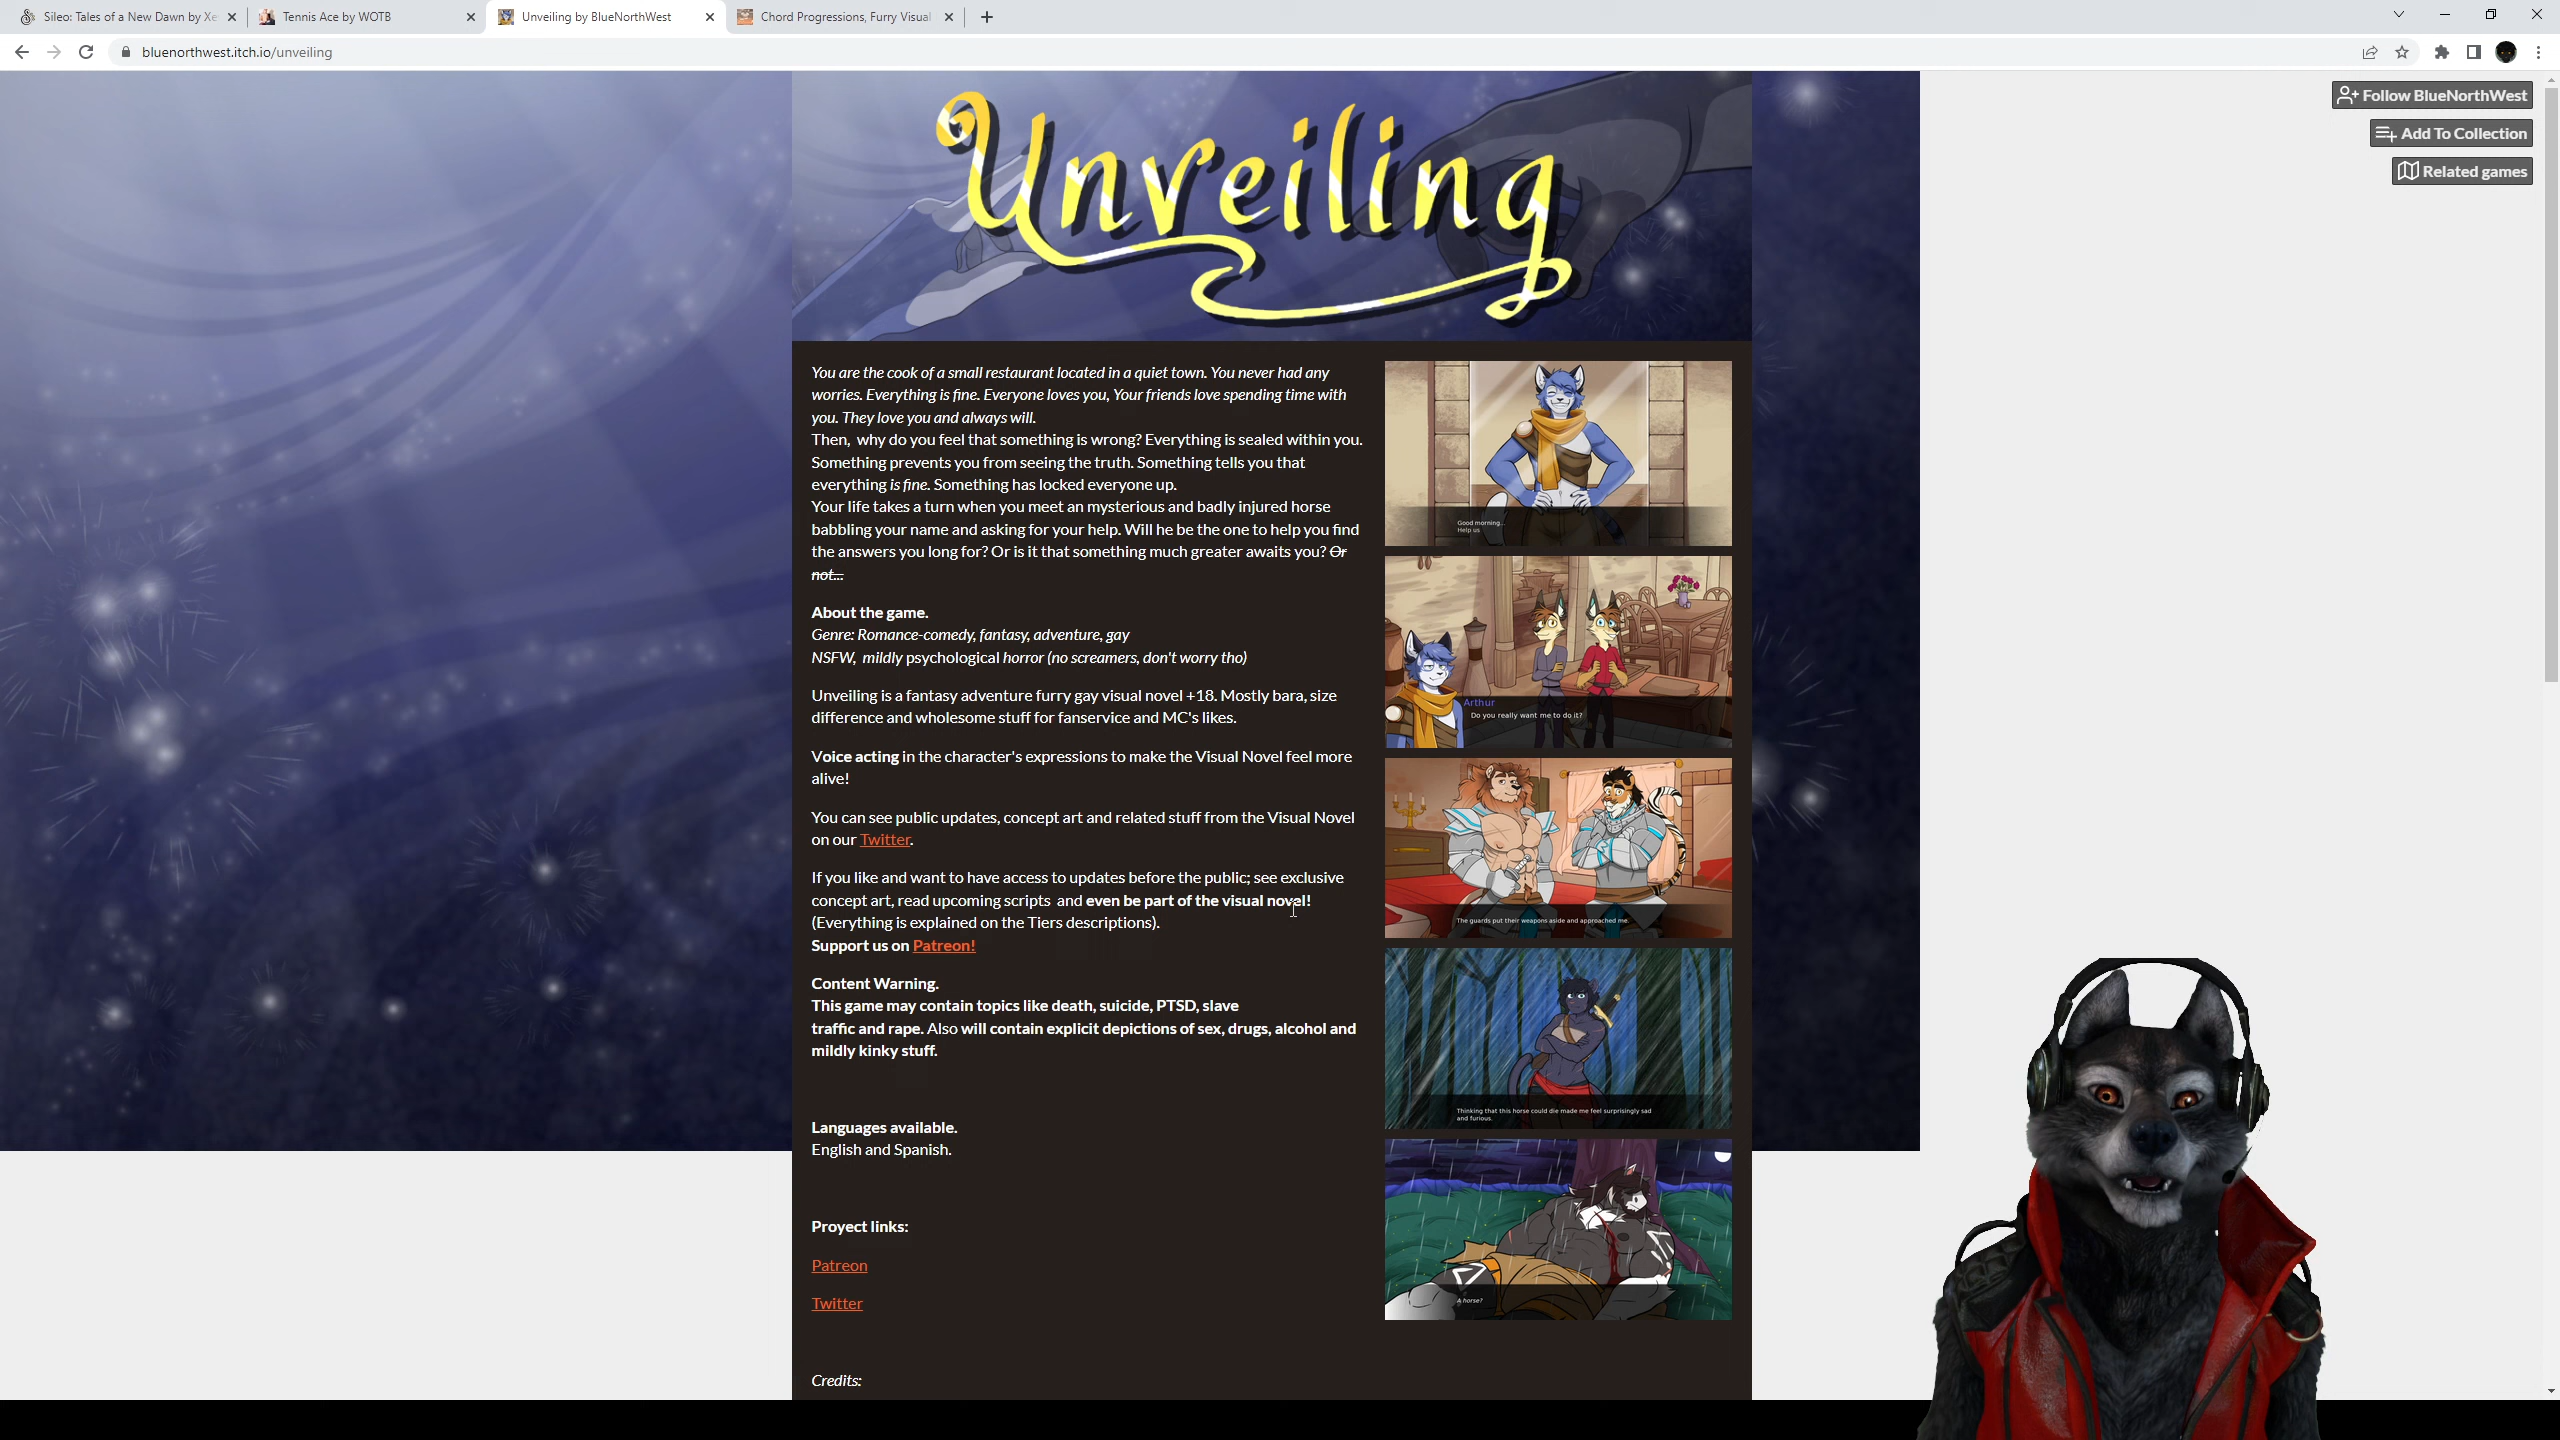 Sileo: Tales of a New Dawn by Xe
Tennis Ace by WOTB
Unveiling by BlueNorthWest
Chord Progressions, Furry Visual
bluenorthwest.itch.io/unveiling
Follow BlueNorthWest
Add To Collection
Related games
Unveiling
You are the cook of a small restaurant located in a quiet town. You never had any
worries. Everything is fine. Everyone loves you, Your friends love spending time with
you. They love you and always will.
Then,  why do you feel that something is wrong? Everything is sealed within you.
Something prevents you from seeing the truth. Something tells you that
everything is fine. Something has locked everyone up.
Your life takes a turn when you meet an mysterious and badly injured horse
babbling your name and asking for your help. Will he be the one to help you find
the answers you long for? Or is it that something much greater awaits you? Or
not...
About the game.
Genre: Romance-comedy, fantasy, adventure, gay
NSFW,  mildly psychological horror (no screamers, don't worry tho)
Unveiling is a fantasy adventure furry gay visual novel +18. Mostly bara, size
difference and wholesome stuff for fanservice and MC's likes.
Voice acting in the character's expressions to make the Visual Novel feel more
alive!
You can see public updates, concept art and related stuff from the Visual Novel
on our Twitter.
If you like and want to have access to updates before the public; see exclusive
concept art, read upcoming scripts  and even be part of the visual novel!
(Everything is explained on the Tiers descriptions).
Support us on Patreon!
Content Warning.
This game may contain topics like death, suicide, PTSD, slave
traffic and rape. Also will contain explicit depictions of sex, drugs, alcohol and
mildly kinky stuff.
Languages available.
English and Spanish.
Proyect links:
Patreon
Twitter
Credits:
Good morning...
Help us
Arthur
Do you really want me to do it?
The guards put their weapons aside and approached me.
Thinking that this horse could die made me feel surprisingly sad
and furious.
A horse?